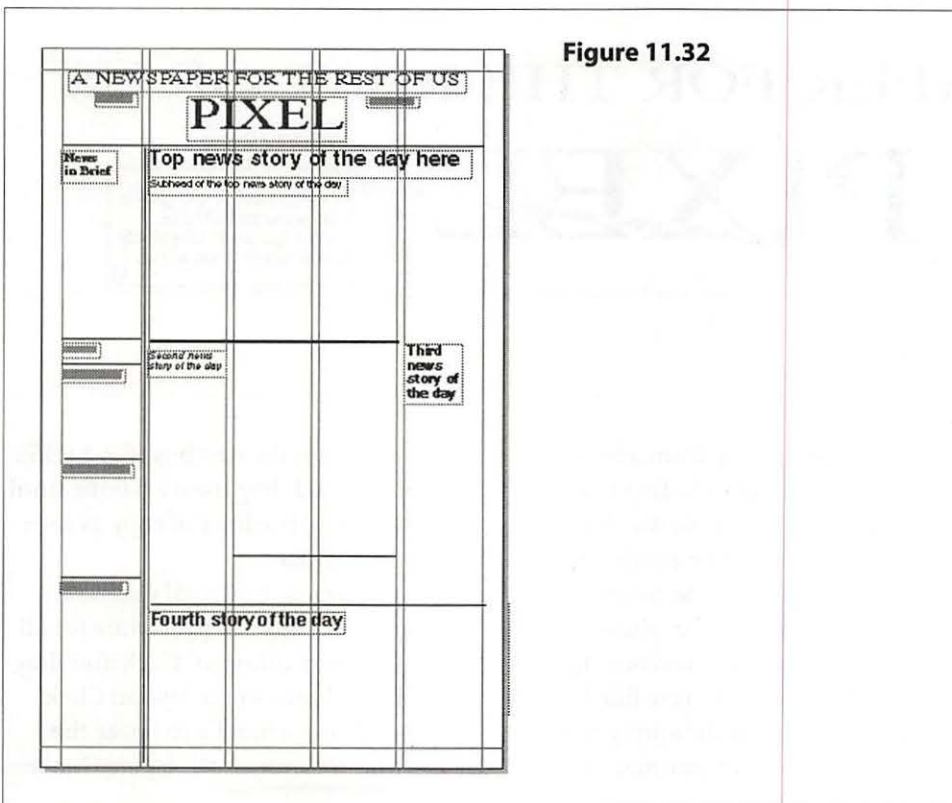 Figure 11.32
A NEWSPAPER FOR THE REST OF US
PIXEL
News
in Brief
Top news story of the day here
Subhead of the top news story of the day
Second news
story of the day
Third
news
story of
the day
Fourth story of the day